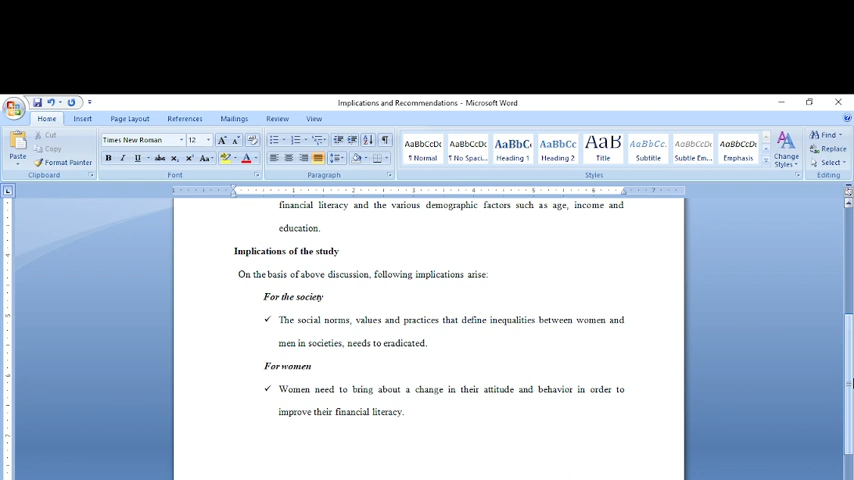 Implications and Recommendations - Microsoft Word
Home Insert Page Layout References Mailings Review View
Paste
Cut
Copy
Format Painter
Clipboard
Times New Roman 12
Font
Paragraph
AaBbCcDc AaBbCcDc AaBbCc AaBbCc AaB AaBbCc. AaBbCcDc AaBbCcDc
¶ Normal ¶ No Spaci... Heading 1 Heading 2 Title Subtitle Subtle Em... Emphasis
Styles
Change
Styles
Find
Replace
Select
Editing
financial literacy and the various demographic factors such as age, income and
education.
Implications of the study
On the basis of above discussion, following implications arise:
For the society
✓ The social norms, values and practices that define inequalities between women and
men in societies, needs to eradicated.
For women
✓ Women need to bring about a change in their attitude and behavior in order to
improve their financial literacy.